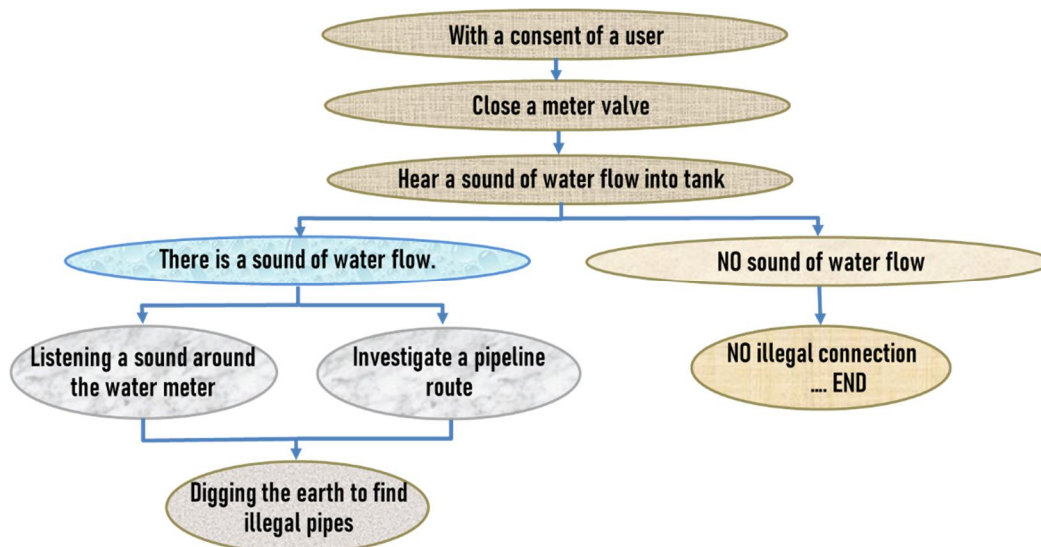 With a consent of a user
Close a meter valve
Hear a sound of water flow into tank
There is a sound of water flow.
NO sound of water flow
Listening a sound around
the water meter
Investigate a pipeline
route
NO illegal connection
.... END
Digging the earth to find
illegal pipes